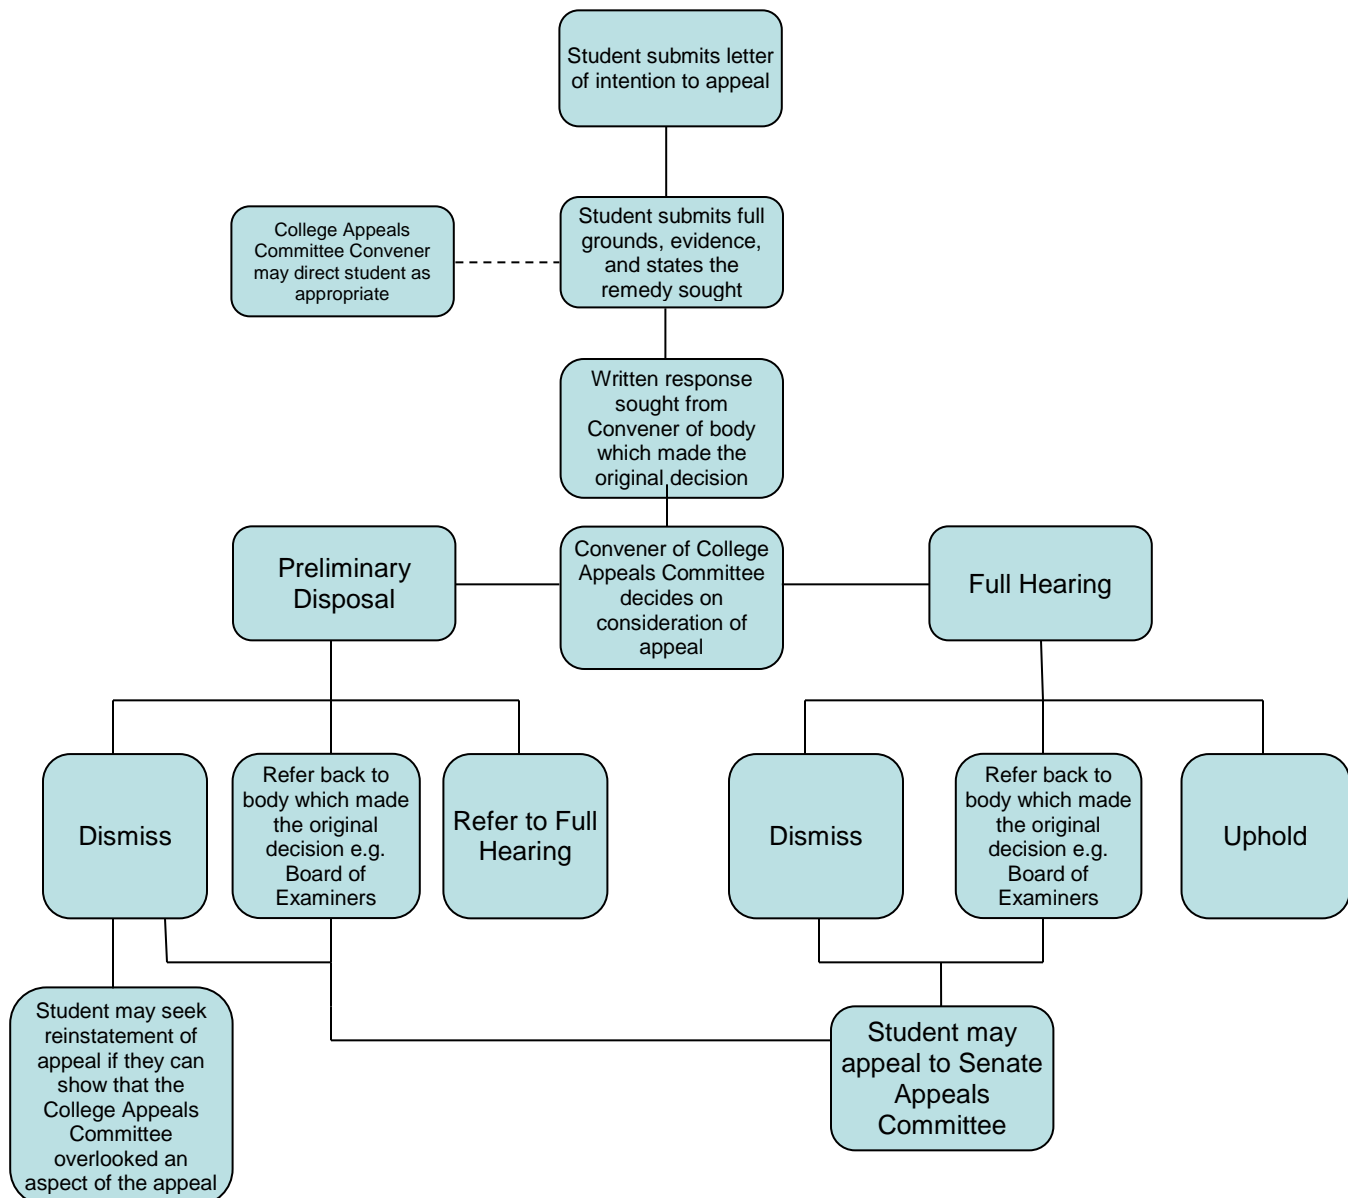 Student submits letter
of intention to appeal
College Appeals
Committee Convener
may direct student as
appropriate
Student submits full
grounds, evidence,
and states the
remedy sought
Written response
sought from
Convener of body
which made the
original decision
Preliminary
Disposal
Convener of College
Appeals Committee
decides on
consideration of
appeal
Full Hearing
Dismiss
Refer back to
body which made
the original
decision e.g.
Board of
Examiners
Refer to Full
Hearing
Dismiss
Refer back to
body which made
the original
decision e.g.
Board of
Examiners
Uphold
Student may seek
reinstatement of
appeal if they can
show that the
College Appeals
Committee
overlooked an
aspect of the appeal
Student may
appeal to Senate
Appeals
Committee